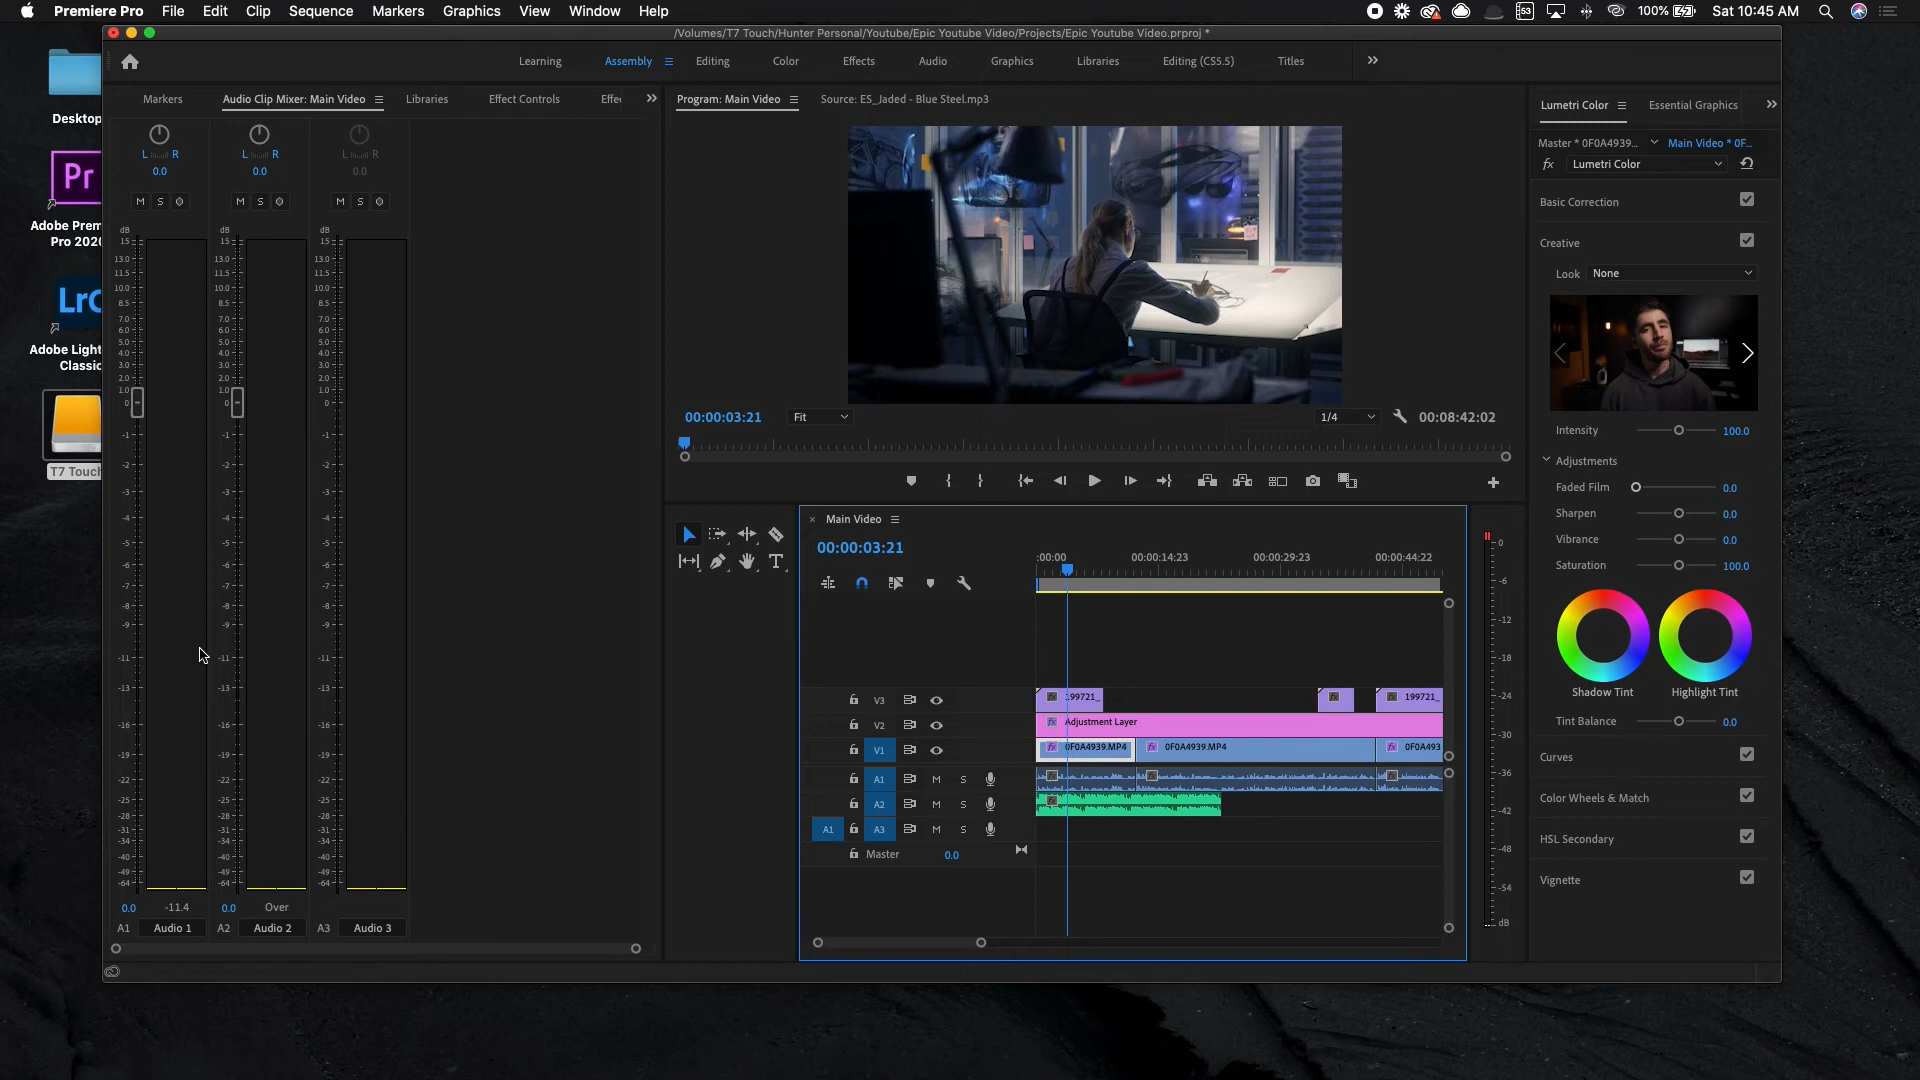 Premiere Pro File Edit Clip Sequence Markers Graphics View Window Help
53 100% Sat 10:45 AM
/Volumes/T7 Touch/Hunter Personal/Youtube/Epic Youtube Video/Projects/Epic Youtube Video.prproj *
Learning Assembly Editing Color Effects Audio Graphics Libraries Editing (CS5.5) Titles
Desktop
Pr
Adobe Prem
Pro 2020
LrC
Adobe Light
Classic
T7 Touch
Markers Audio Clip Mixer: Main Video Libraries Effect Controls Effe
L R L R L R
0.0 0.0 0.0
M S M S M S
dB dB dB
15 15 15
13.0 13.0 13.0
11.5 11.5 11.5
10.0 10.0 10.0
8.5 8.5 8.5
7.0 7.0 7.0
6.0 6.0 6.0
5.0 5.0 5.0
4.0 4.0 4.0
3.0 3.0 3.0
2.0 2.0 2.0
1.0 1.0 1.0
0 0 0
-1 -1 -1
-2 -2 -2
-3 -3 -3
-4 -4 -4
-5 -5 -5
-6 -6 -6
-7 -7 -7
-8 -8 -8
-9 -9 -9
-11 -11 -11
-13 -13 -13
-16 -16 -16
-19 -19 -19
-22 -22 -22
-25 -25 -25
-28 -28 -28
-31 -31 -31
-34 -34 -34
-40 -40 -40
-49 -49 -49
-64 -64 -64
0.0 -11.4 0.0 Over
A1 Audio 1 A2 Audio 2 A3 Audio 3
Program: Main Video Source: ES_Jaded - Blue Steel.mp3
00:00:03:21 Fit 1/4 00:08:42:02
Main Video
00:00:03:21
:00:00 00:00:14:23 00:00:29:23 00:00:44:22
V3 199721_ 199721_
V2 Adjustment Layer
V1 0F0A4939.MP4 0F0A4939.MP4 0F0A493
A1 M S
A2 M S
A1 A3 M S
Master 0.0
0
-6
-12
-18
-24
-30
-36
-42
-48
-54
dB
Lumetri Color Essential Graphics
Master * 0F0A4939... Main Video * 0F...
fx Lumetri Color
Basic Correction
Creative
Look None
Intensity 100.0
Adjustments
Faded Film 0.0
Sharpen 0.0
Vibrance 0.0
Saturation 100.0
Shadow Tint Highlight Tint
Tint Balance 0.0
Curves
Color Wheels & Match
HSL Secondary
Vignette